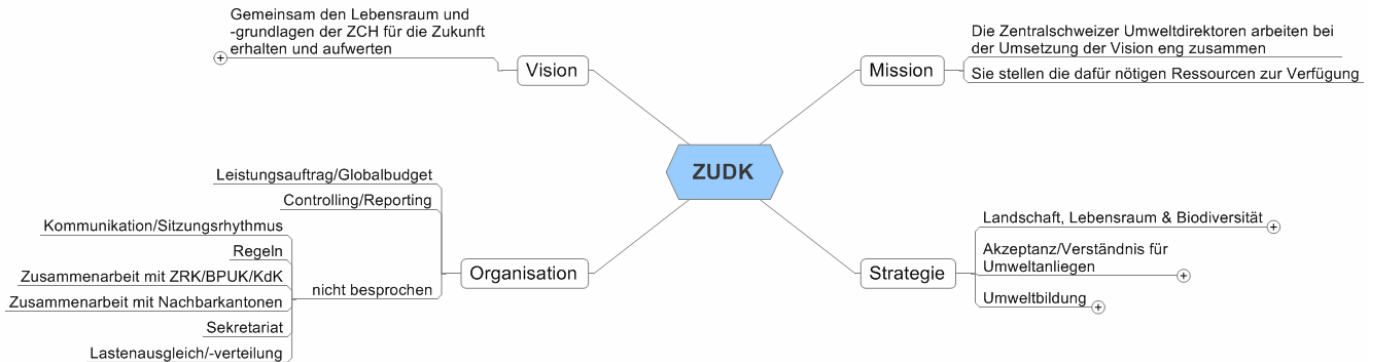 Gemeinsam den Lebensraum und
-grundlagen der ZCH für die Zukunft
erhalten und aufwerten
Vision
Die Zentralschweizer Umweltdirektoren arbeiten bei
der Umsetzung der Vision eng zusammen
Mission
Sie stellen die dafür nötigen Ressourcen zur Verfügung
ZUDK
Leistungsauftrag/Globalbudget
Controlling/Reporting
Kommunikation/Sitzungsrhythmus
Regeln
Zusammenarbeit mit ZRK/BPUK/KdK
Zusammenarbeit mit Nachbarkantonen
Sekretariat
Lastenausgleich/-verteilung
nicht besprochen
Organisation
Strategie
Landschaft, Lebensraum & Biodiversität
Akzeptanz/Verständnis für
Umweltanliegen
Umweltbildung